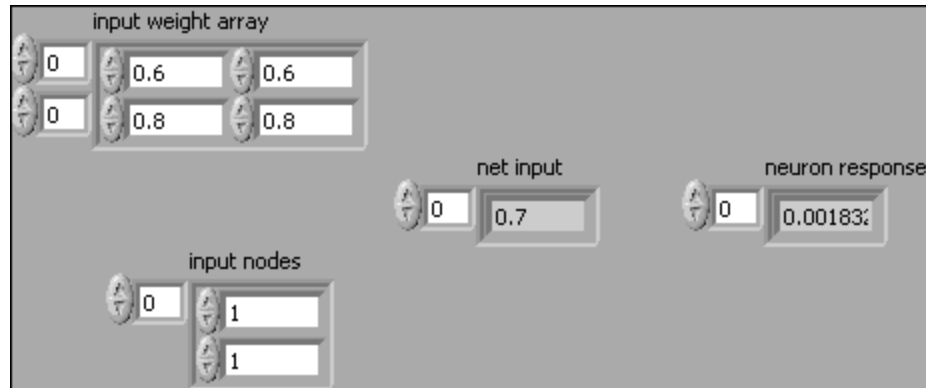 input weight array
0 0.6 0.6
0 0.8 0.8
net input
0 0.7
neuron response
0 0.001832
input nodes
0 1
1